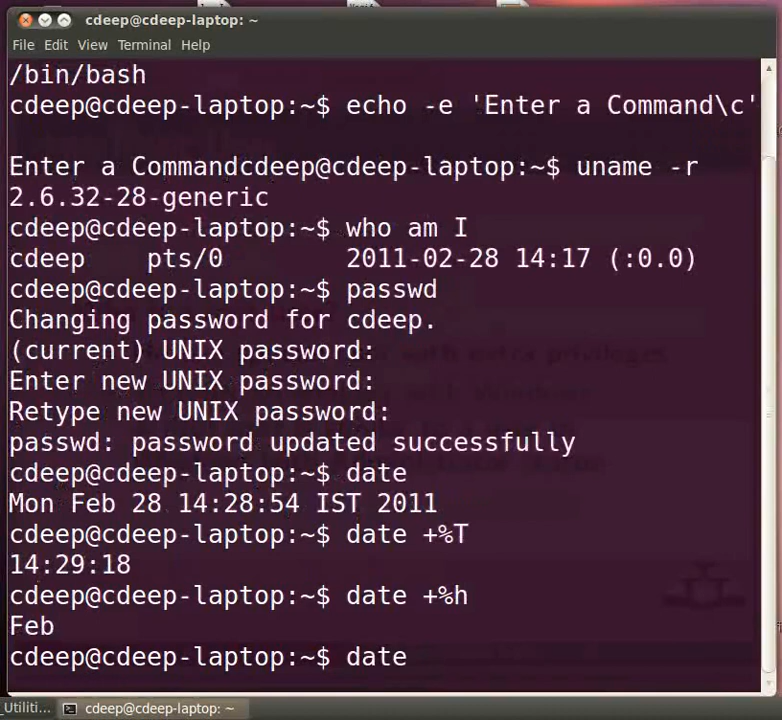 cdeep@cdeep-laptop: ~
File Edit View Terminal Help
/bin/bash
cdeep@cdeep-laptop:~$ echo -e 'Enter a Command\c'
Enter a Commandcdeep@cdeep-laptop:~$ uname -r
2.6.32-28-generic
cdeep@cdeep-laptop:~$ who am I
cdeep pts/0 2011-02-28 14:17 (:0.0)
cdeep@cdeep-laptop:~$ passwd
Changing password for cdeep.
(current) UNIX password:
Enter new UNIX password:
Retype new UNIX password:
passwd: password updated successfully
cdeep@cdeep-laptop:~$ date
Mon Feb 28 14:28:54 IST 2011
cdeep@cdeep-laptop:~$ date +%T
14:29:18
cdeep@cdeep-laptop:~$ date +%h
Feb
cdeep@cdeep-laptop:~$ date
_Utiliti... cdeep@cdeep-laptop: ~